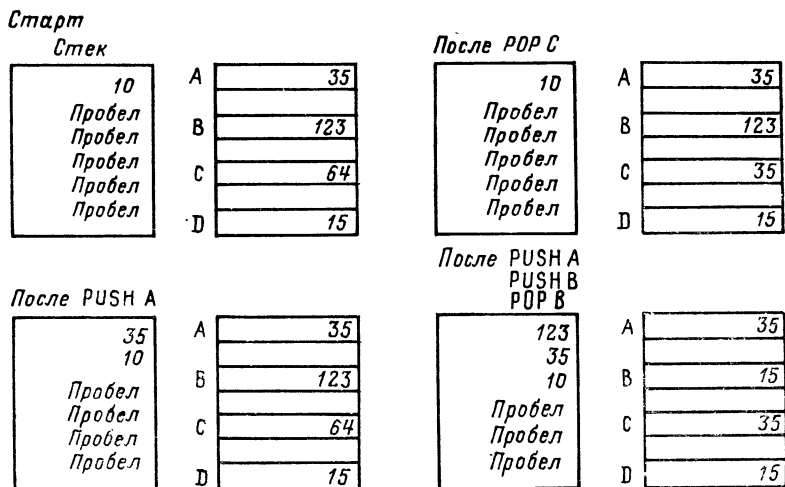 Старт
Стек
10
Пробел
Пробел
Пробел
Пробел
Пробел
A 35
B 123
C 64
D 15
После POP C
10
Пробел
Пробел
Пробел
Пробел
Пробел
A 35
B 123
C 35
D 15
После PUSH A
35
10
Пробел
Пробел
Пробел
Пробел
A 35
Б 123
C 64
D 15
После PUSH A
PUSH B
POP B
123
35
10
Пробел
Пробел
Пробел
A 35
B 15
C 35
D 15